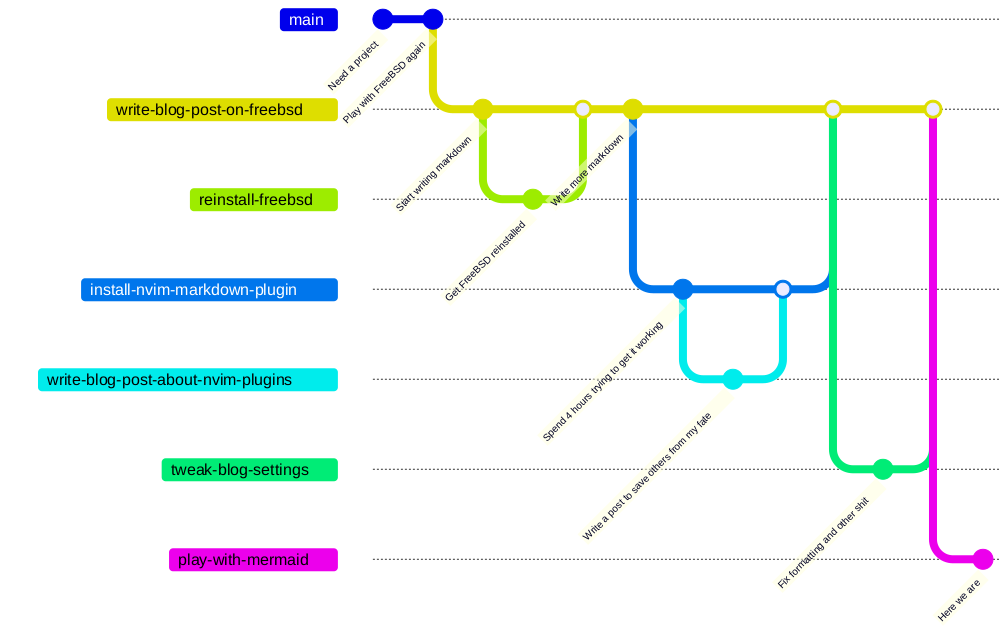 main
Need a project
Play with FreeBSD again
write-blog-post-on-freebsd
Start writing markdown
Write more markdown
reinstall-freebsd
Get FreeBSD reinstalled
install-nvim-markdown-plugin
Spend 4 hours trying to get it working
write-blog-post-about-nvim-plugins
Write a post to save others from my fate
tweak-blog-settings
Fix formatting and other shit
play-with-mermaid
Here we are